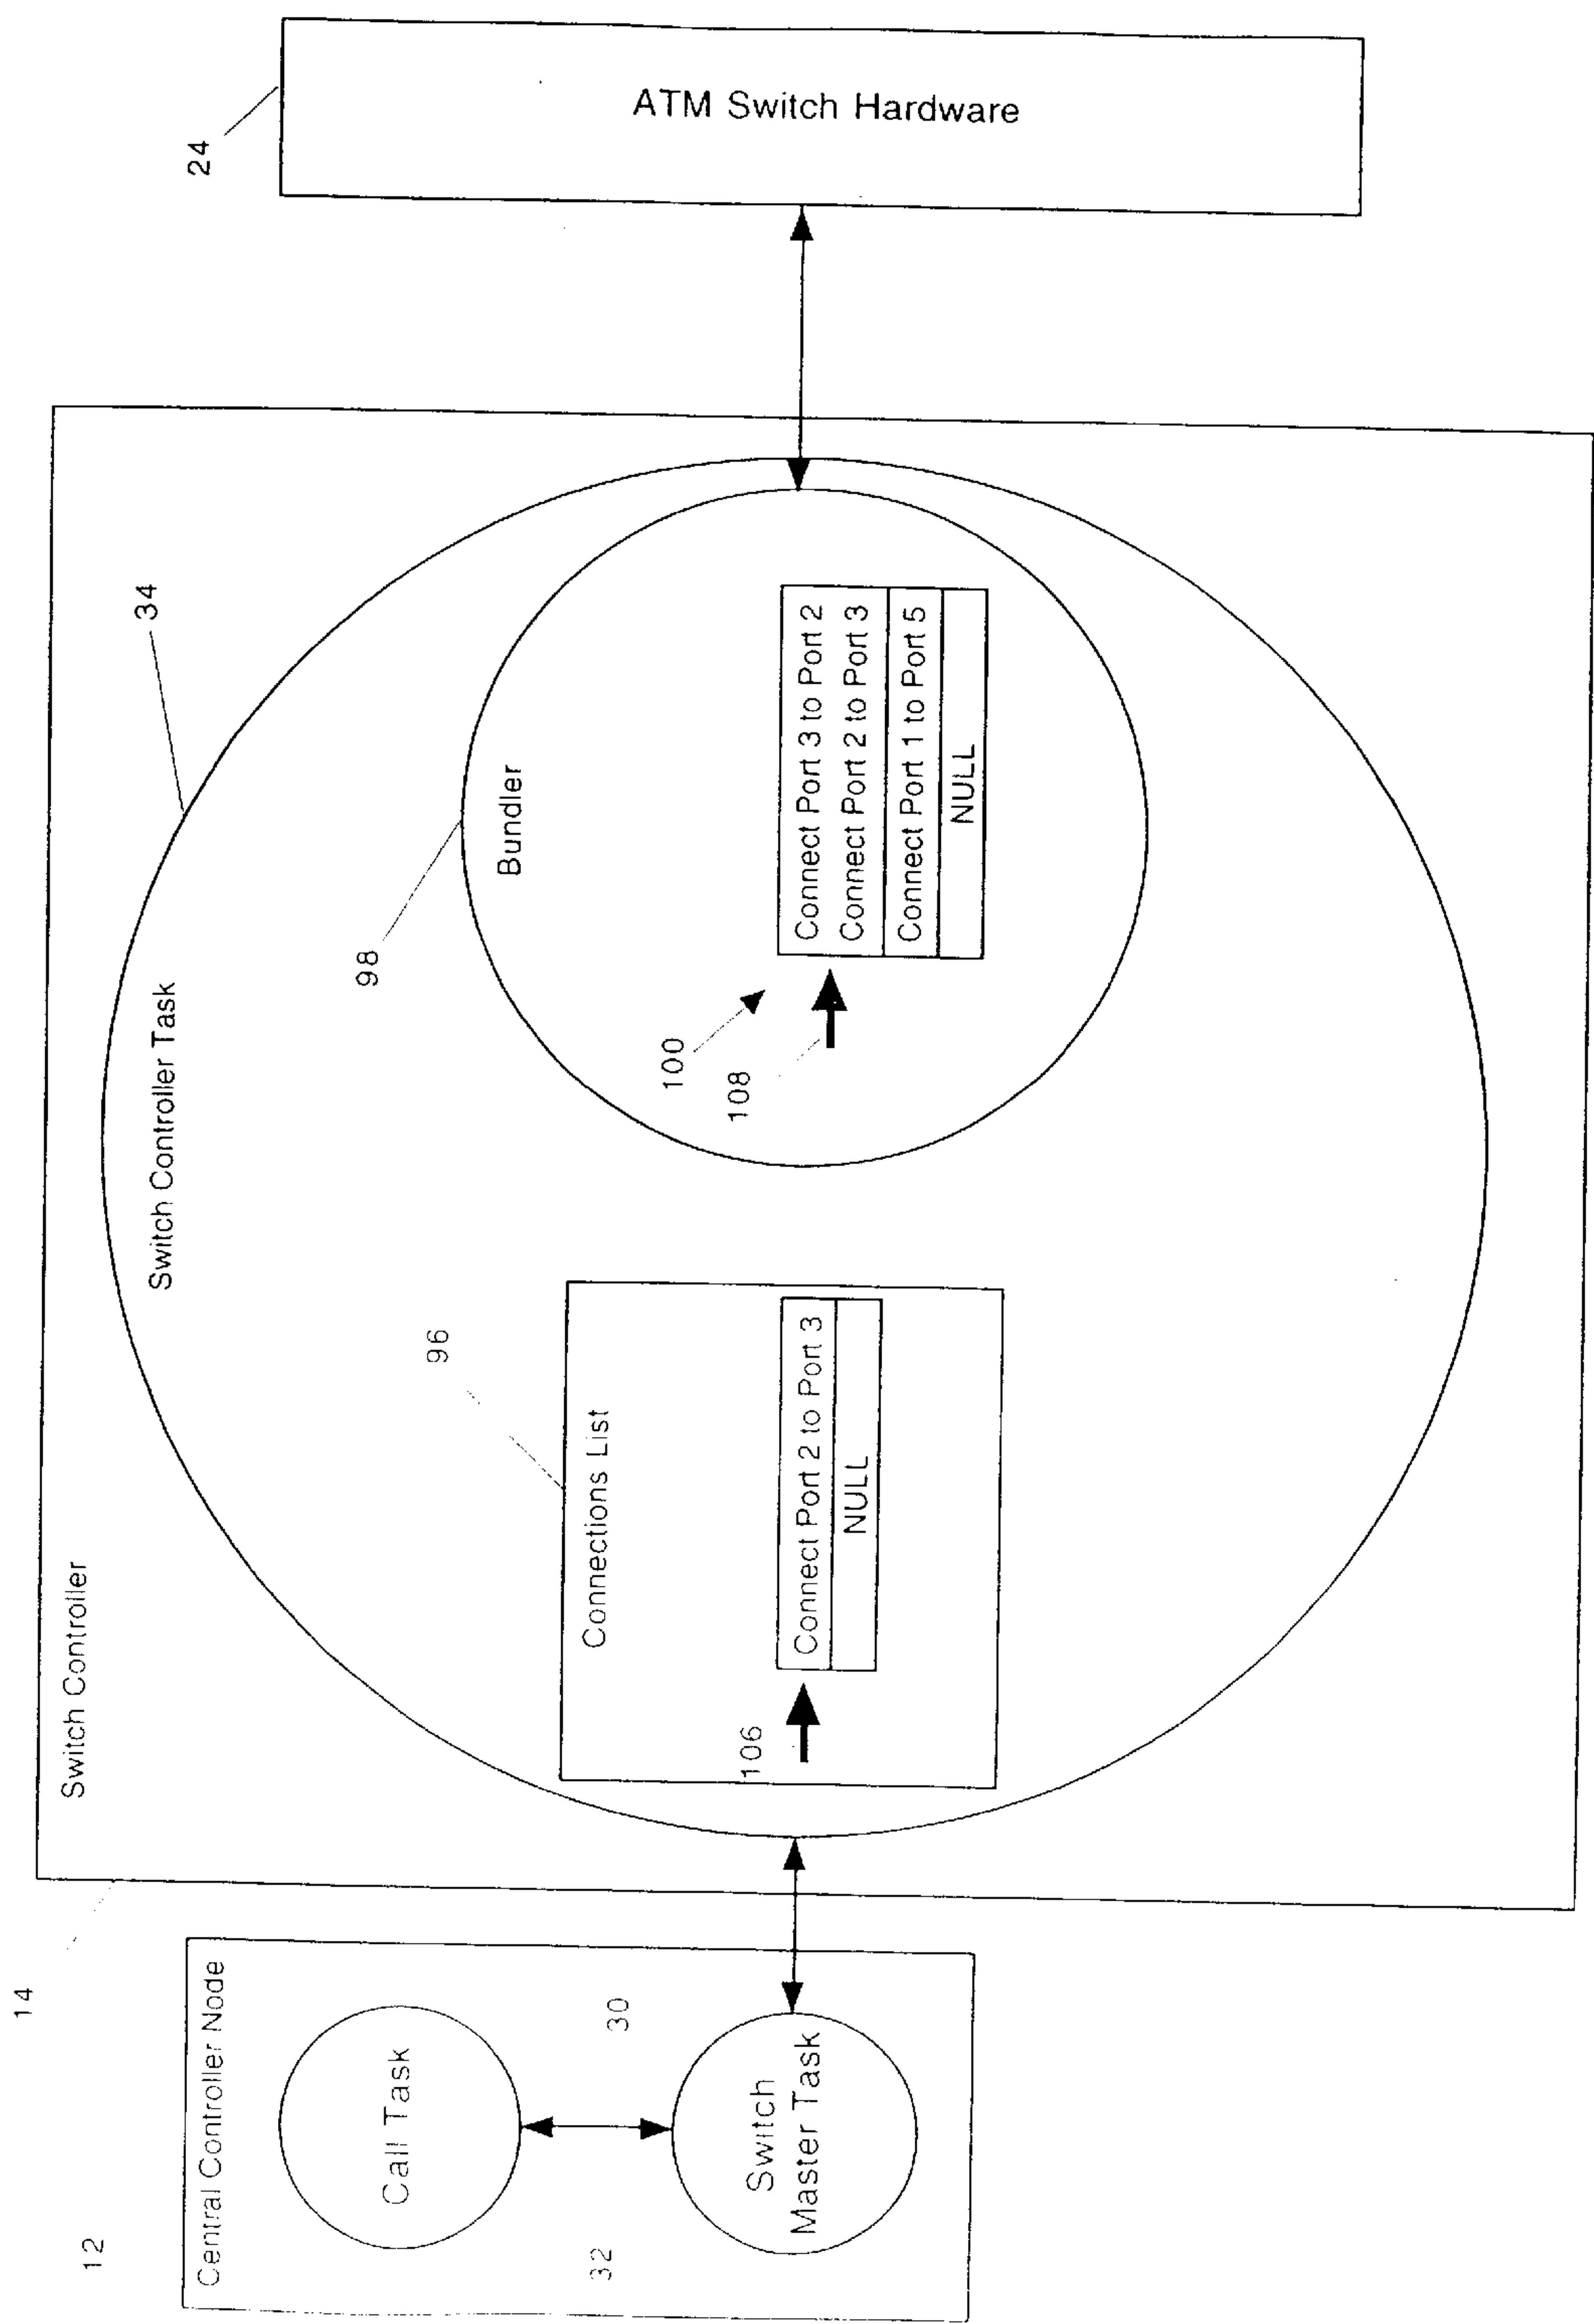 12
14
Central Controller Node
Call Task
30
32
Switch
Master Task
Switch Controller
Switch Controller Task
34
96
Connections List
106
Connect Port 2 to Port 3
NULL
98
Bundler
100
108
Connect Port 3 to Port 2
Connect Port 2 to Port 3
Connect Port 1 to Port 5
NULL
24
ATM Switch Hardware